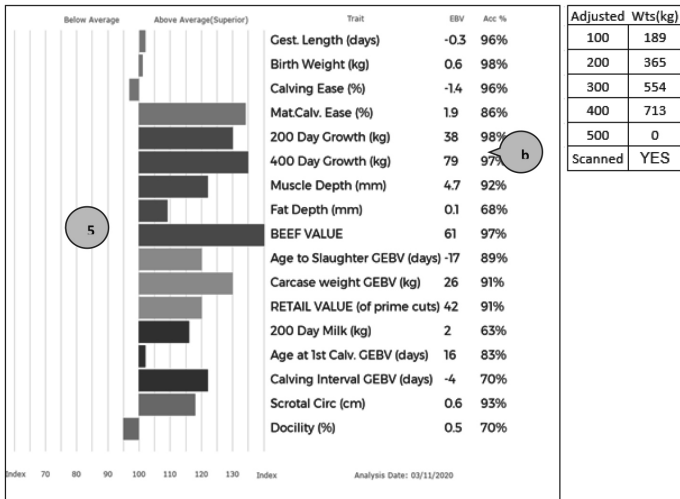 Below Average Above Average(Superior) Trait EBV Acc %
Gest. Length (days) -0.3 96%
Birth Weight (kg) 0.6 98%
Calving Ease (%) -1.4 96%
Mat.Calv. Ease (%) 1.9 86%
200 Day Growth (kg) 38 98%
400 Day Growth (kg) 79 97%
b
Muscle Depth (mm) 4.7 92%
Fat Depth (mm) 0.1 68%
5
BEEF VALUE 61 97%
Age to Slaughter GEBV (days) -17 89%
Carcase weight GEBV (kg) 26 91%
RETAIL VALUE (of prime cuts) 42 91%
200 Day Milk (kg) 2 63%
Age at 1st Calv. GEBV (days) 16 83%
Calving Interval GEBV (days) -4 70%
Scrotal Circ (cm) 0.6 93%
Docility (%) 0.5 70%
Index 70 80 90 100 110 120 130 Index Analysis Date: 03/11/2020
Adjusted Wts(kg)
100 189
200 365
300 554
400 713
500 0
Scanned YES